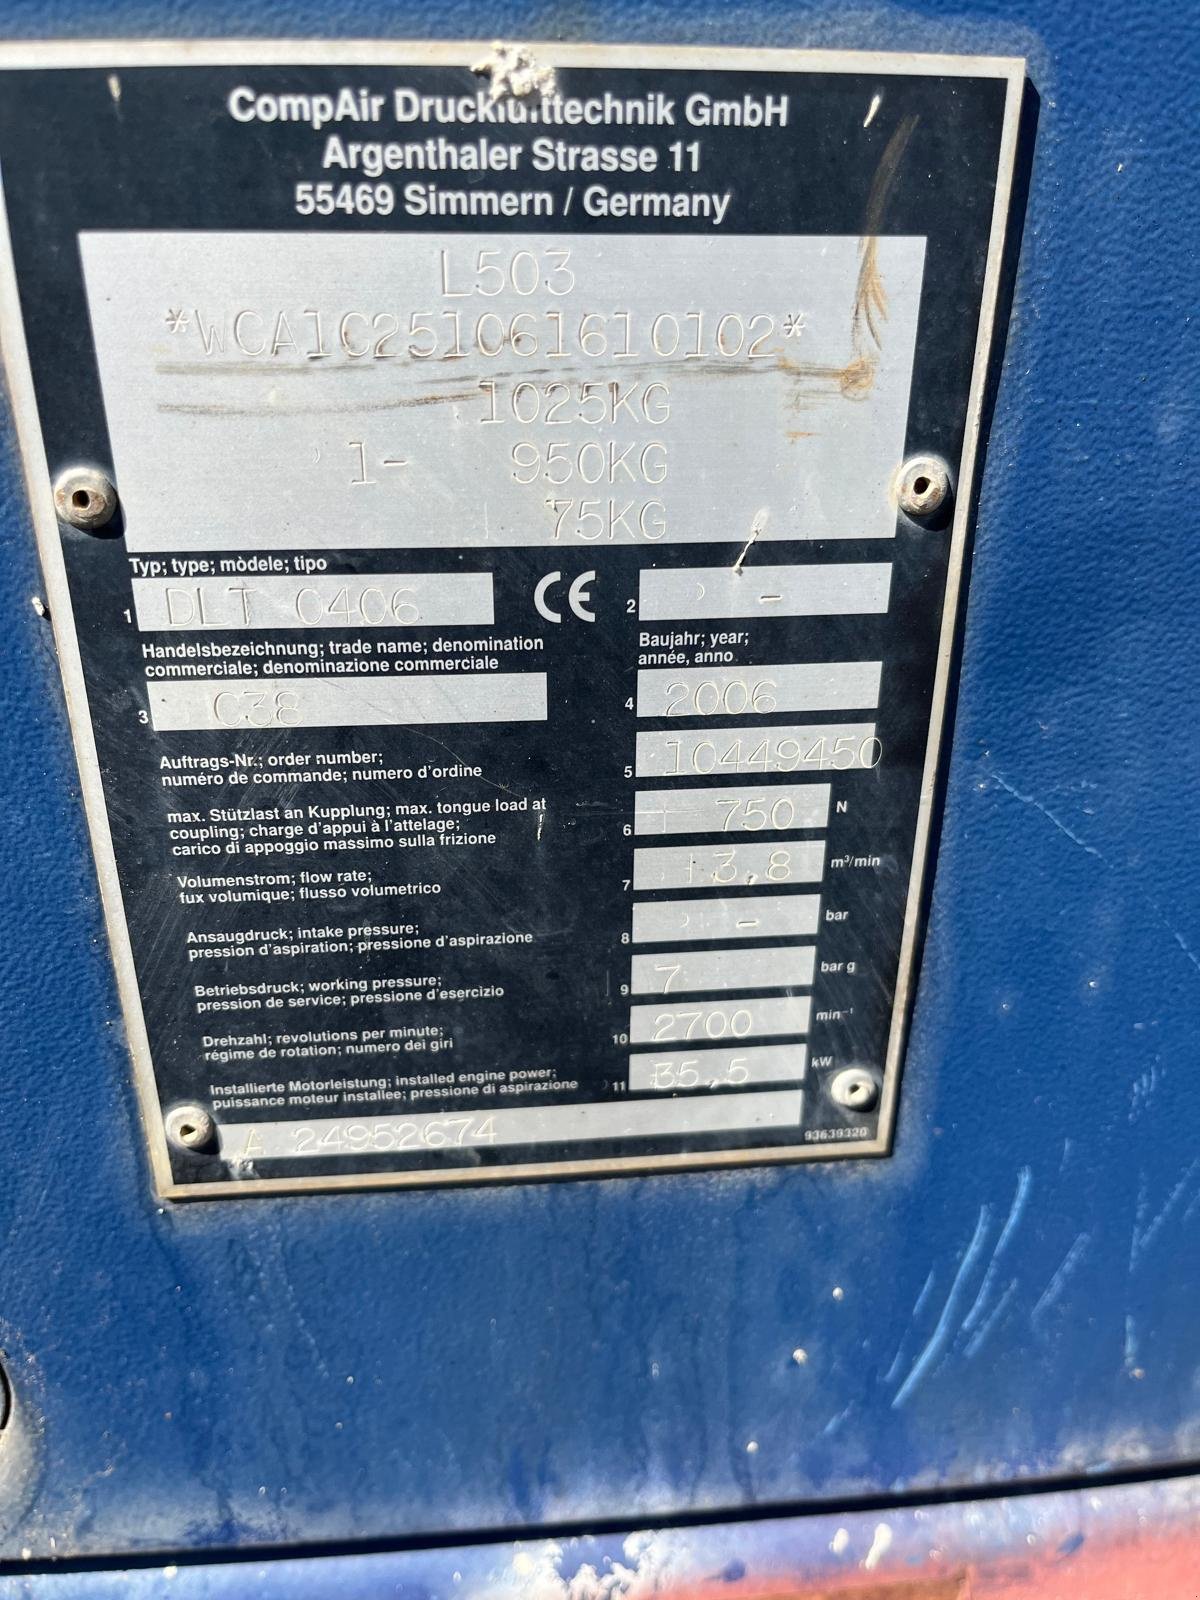 CompAir Drucklufttechnik GmbH
Argenthaler Strasse 11
55469 Simmern / Germany
L503
*WCA1C251061610102*
1025KG
1- 950KG
75KG
Typ; type; mòdele; tipo
1 DLT 0406
CE
2 -
Handelsbezeichnung; trade name; denomination
commerciale; denominazione commerciale
3 C38
Baujahr; year;
année, anno
4 2006
Auftrags-Nr.; order number;
numéro de commande; numero d'ordine
5 10449450
max. Stützlast an Kupplung; max. tongue load at
coupling; charge d'appui à l'attelage;
carico di appoggio massimo sulla frizione
6 750 N
Volumenstrom; flow rate;
fux volumique; flusso volumetrico
7 3,8 m³/min
Ansaugdruck; intake pressure;
pression d'aspiration; pressione d'aspirazione
8 - bar
Betriebsdruck; working pressure;
pression de service; pressione d'esercizio
9 7 bar g
Drehzahl; revolutions per minute;
régime de rotation; numero dei giri
10 2700 min⁻¹
Installierte Motorleistung; installed engine power;
puissance moteur installee; pressione di aspirazione
11 35,5 kW
A 24952674
93639320